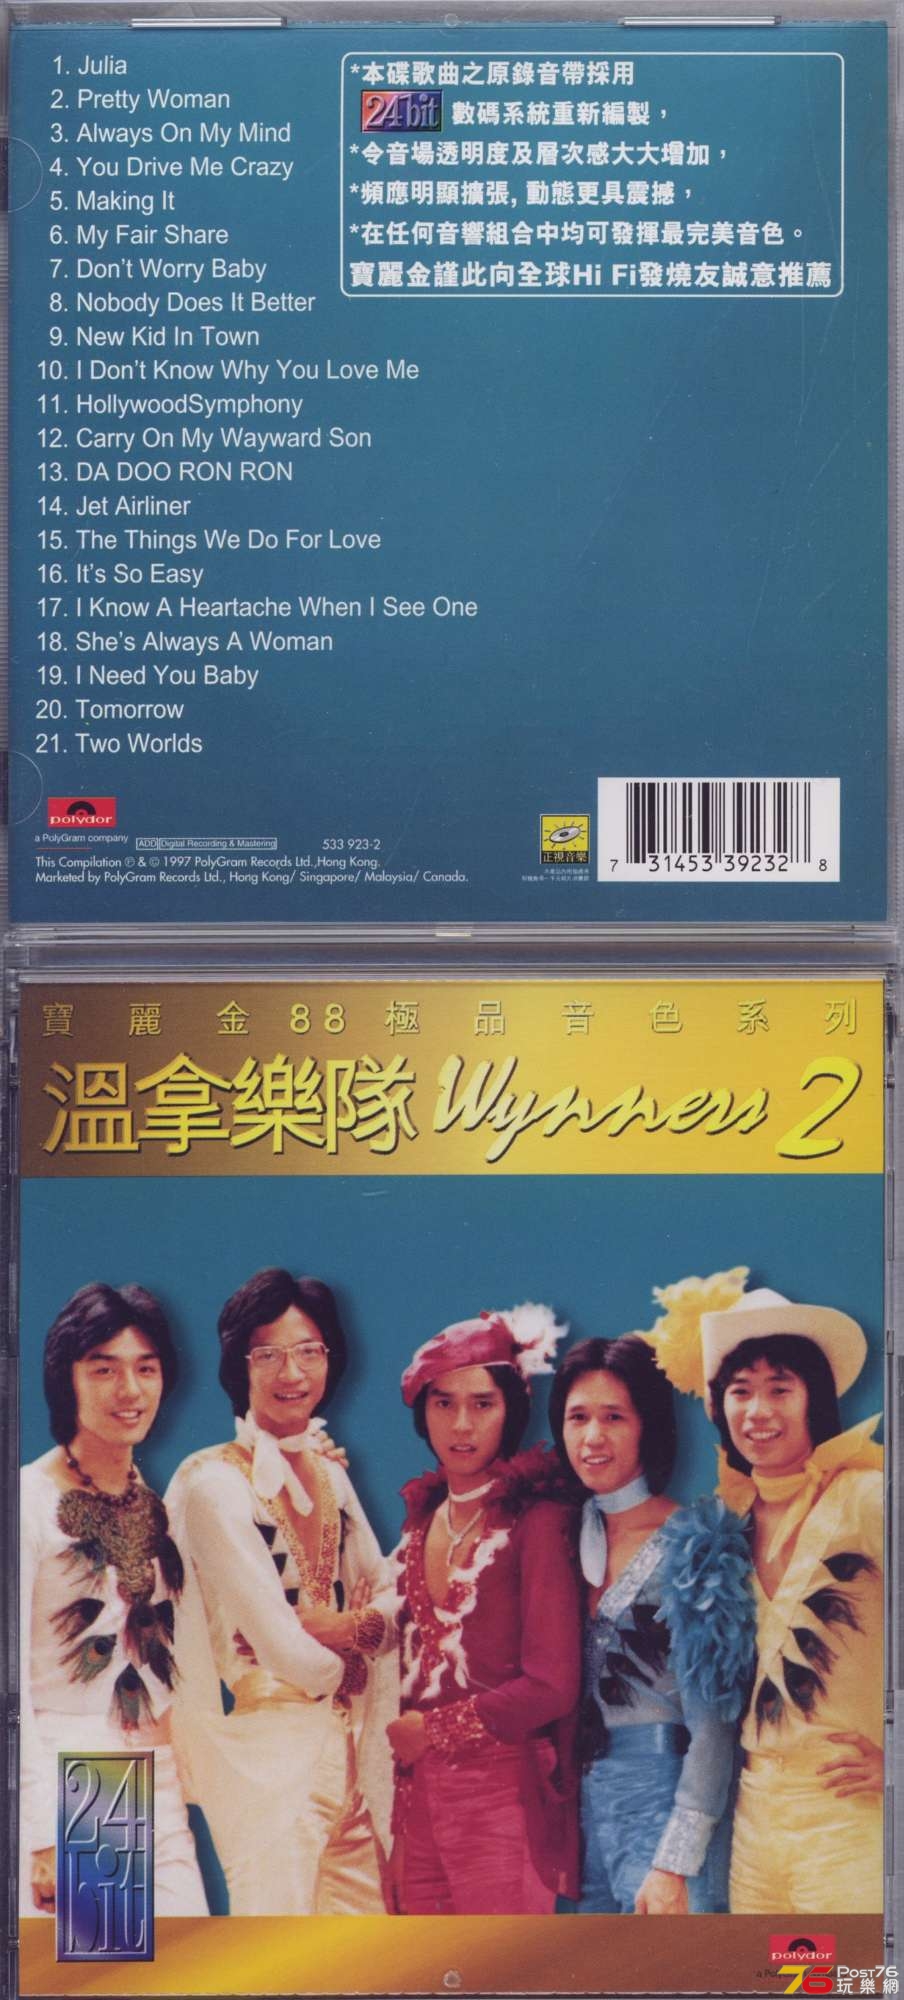 1. Julia
2. Pretty Woman
3. Always On My Mind
4. You Drive Me Crazy
5. Making It
6. My Fair Share
7. Don't Worry Baby
8. Nobody Does It Better
9. New Kid In Town
10. I Don't Know Why You Love Me
11. HollywoodSymphony
12. Carry On My Wayward Son
13. DA DOO RON RON
14. Jet Airliner
15. The Things We Do For Love
16. It's So Easy
17. I Know A Heartache When I See One
18. She's Always A Woman
19. I Need You Baby
20. Tomorrow
21. Two Worlds
*本碟歌曲之原錄音帶採用
24bit 數碼系統重新編製，
*令音場透明度及層次感大大增加，
*頻應明顯擴張, 動態更具震撼，
*在任何音響組合中均可發揮最完美音色。
寶麗金謹此向全球Hi Fi發燒友誠意推薦
polydor
a PolyGram company
ADD Digital Recording & Mastering
533 923-2
This Compilation ℗ & © 1997 PolyGram Records Ltd.,Hong Kong.
Marketed by PolyGram Records Ltd., Hong Kong/ Singapore/ Malaysia/ Canada.
正視音樂
7 31453 39232 8
寶麗金88極品音色系列
溫拿樂隊 Wynners 2
24
bit
polydor
76 Post76
玩樂網